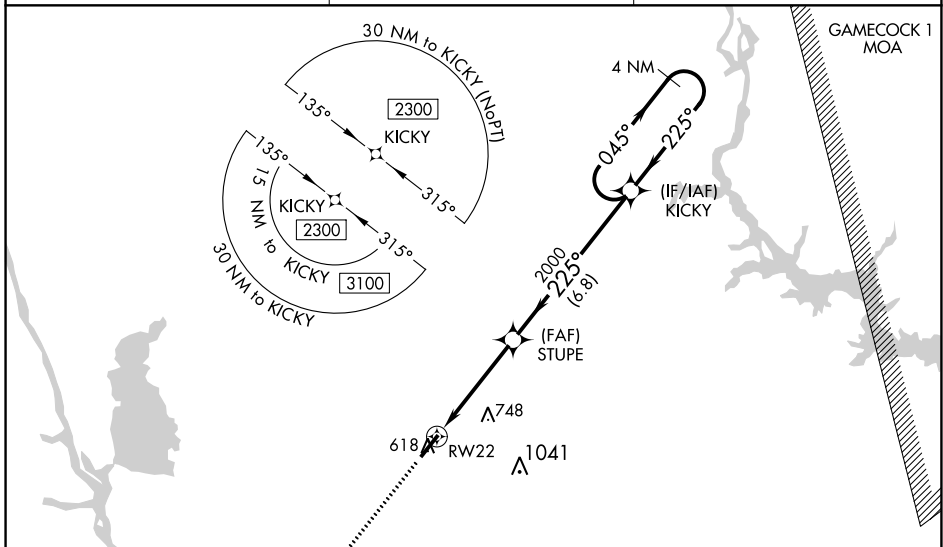 GAMECOCK 1
MOA
30 NM to KICKY (NoPT)
135°
2300
KICKY
315°
135°
15 NM to KICKY
KICKY
2300
315°
3100
30 NM to KICKY
4 NM
045°
225°
(IF/IAF)
KICKY
2000
225°
(6.8)
(FAF)
STUPE
748
618
RW22
1041